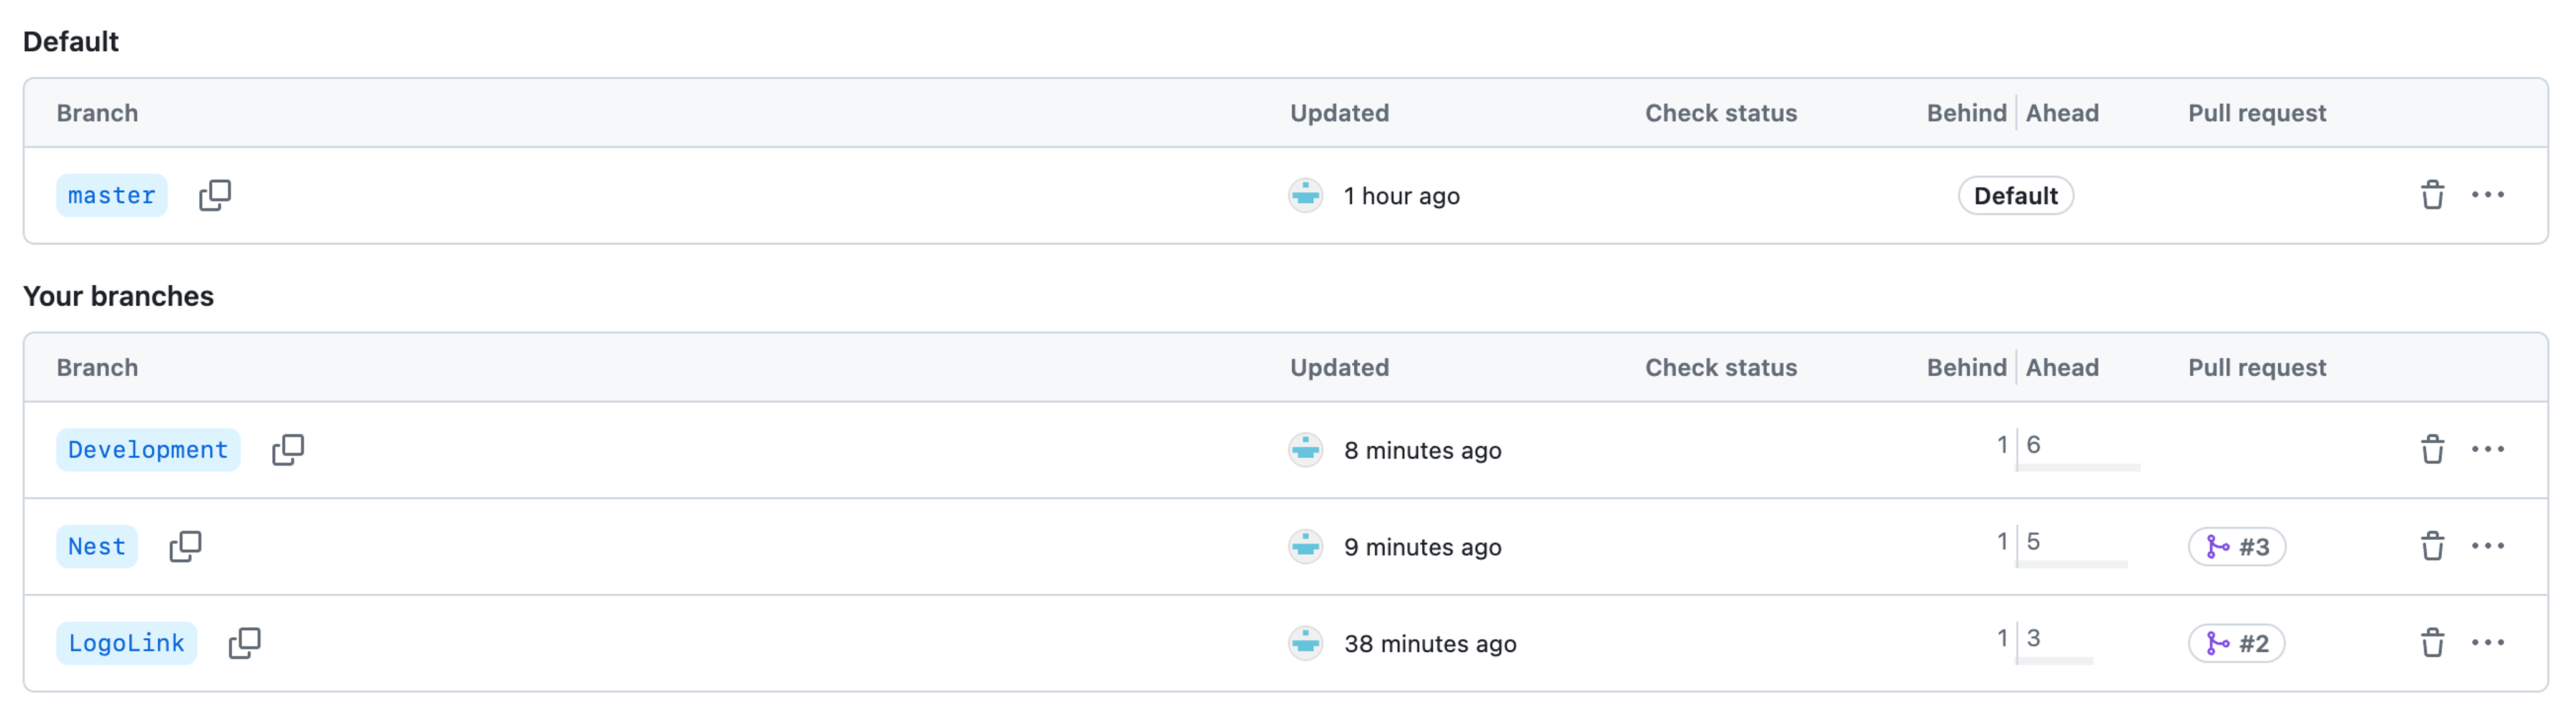 Default
Branch Updated Check status Behind Ahead Pull request
master 1 hour ago Default
Your branches
Branch Updated Check status Behind Ahead Pull request
Development 8 minutes ago 1 6
Nest 9 minutes ago 1 5 #3
LogoLink 38 minutes ago 1 3 #2